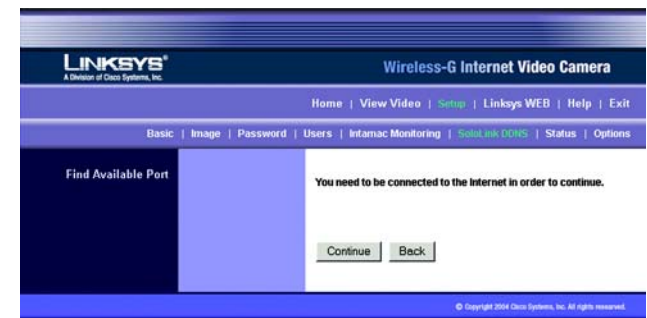 LINKSYS®
A Division of Cisco Systems, Inc.
Wireless-G Internet Video Camera
Home | View Video | Setup | Linksys WEB | Help | Exit
Basic | Image | Password | Users | Intamac Monitoring | SoloLink DDNS | Status | Options
Find Available Port
You need to be connected to the Internet in order to continue.
Continue Back
© Copyright 2004 Cisco Systems, Inc. All rights reserved.